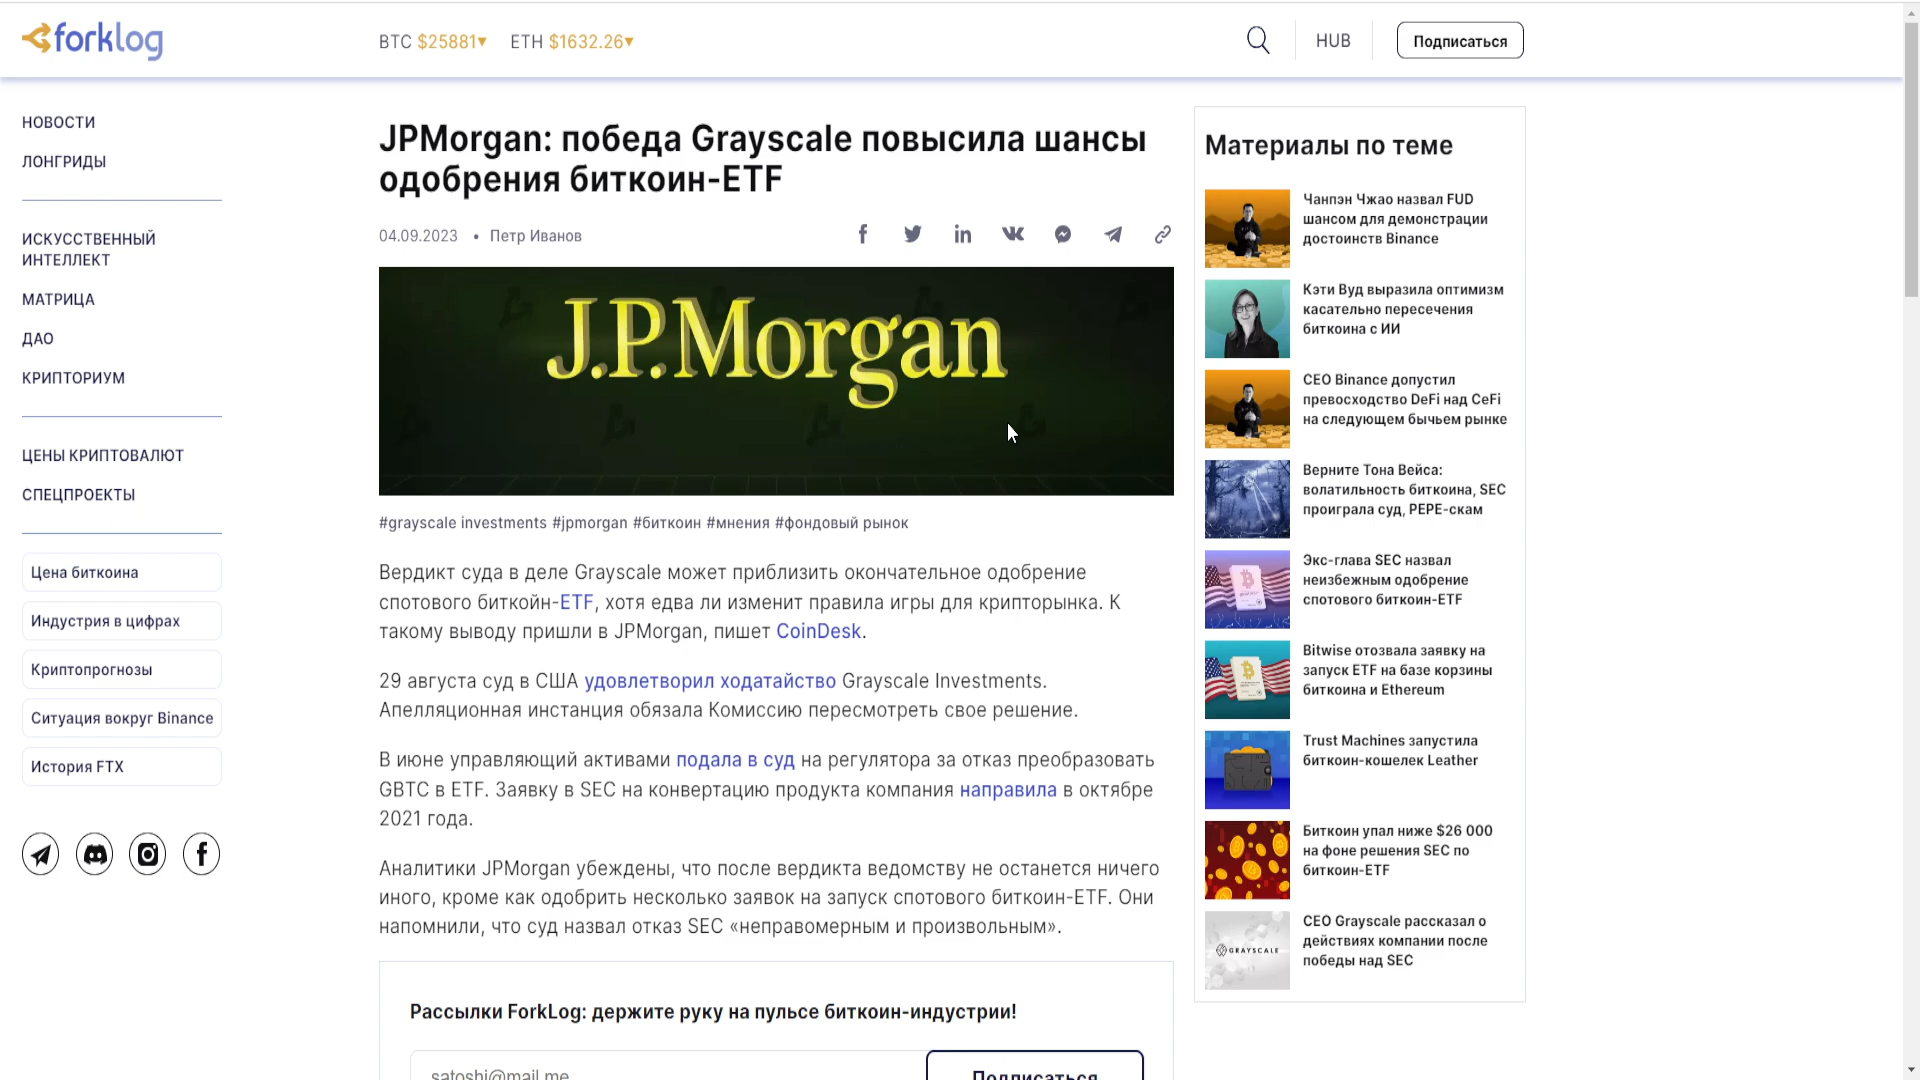 forklog
BTC $25881▼ ETH $1632.26▼
HUB
Подписаться
НОВОСТИ
ЛОНГРИДЫ
ИСКУССТВЕННЫЙ
ИНТЕЛЛЕКТ
МАТРИЦА
ДАО
КРИПТОРИУМ
ЦЕНЫ КРИПТОВАЛЮТ
СПЕЦПРОЕКТЫ
Цена биткоина
Индустрия в цифрах
Криптопрогнозы
Ситуация вокруг Binance
История FTX
JPMorgan: победа Grayscale повысила шансы
одобрения биткоин-ETF
04.09.2023 • Петр Иванов
J.P.Morgan
#grayscale investments #jpmorgan #биткоин #мнения #фондовый рынок
Вердикт суда в деле Grayscale может приблизить окончательное одобрение
спотового биткойн-ETF, хотя едва ли изменит правила игры для крипторынка. К
такому выводу пришли в JPMorgan, пишет CoinDesk.
29 августа суд в США удовлетворил ходатайство Grayscale Investments.
Апелляционная инстанция обязала Комиссию пересмотреть свое решение.
В июне управляющий активами подала в суд на регулятора за отказ преобразовать
GBTC в ETF. Заявку в SEC на конвертацию продукта компания направила в октябре
2021 года.
Аналитики JPMorgan убеждены, что после вердикта ведомству не останется ничего
иного, кроме как одобрить несколько заявок на запуск спотового биткоин-ETF. Они
напомнили, что суд назвал отказ SEC «неправомерным и произвольным».
Рассылки ForkLog: держите руку на пульсе биткоин-индустрии!
satoshi@mail.me
Подписаться
Материалы по теме
Чанпэн Чжао назвал FUD
шансом для демонстрации
достоинств Binance
Кэти Вуд выразила оптимизм
касательно пересечения
биткоина с ИИ
CEO Binance допустил
превосходство DeFi над CeFi
на следующем бычьем рынке
Верните Тона Вейса:
волатильность биткоина, SEC
проиграла суд, PEPE-скам
Экс-глава SEC назвал
неизбежным одобрение
спотового биткоин-ETF
Bitwise отозвала заявку на
запуск ETF на базе корзины
биткоина и Ethereum
Trust Machines запустила
биткоин-кошелек Leather
Биткоин упал ниже $26 000
на фоне решения SEC по
биткоин-ETF
GRAYSCALE
CEO Grayscale рассказал о
действиях компании после
победы над SEC